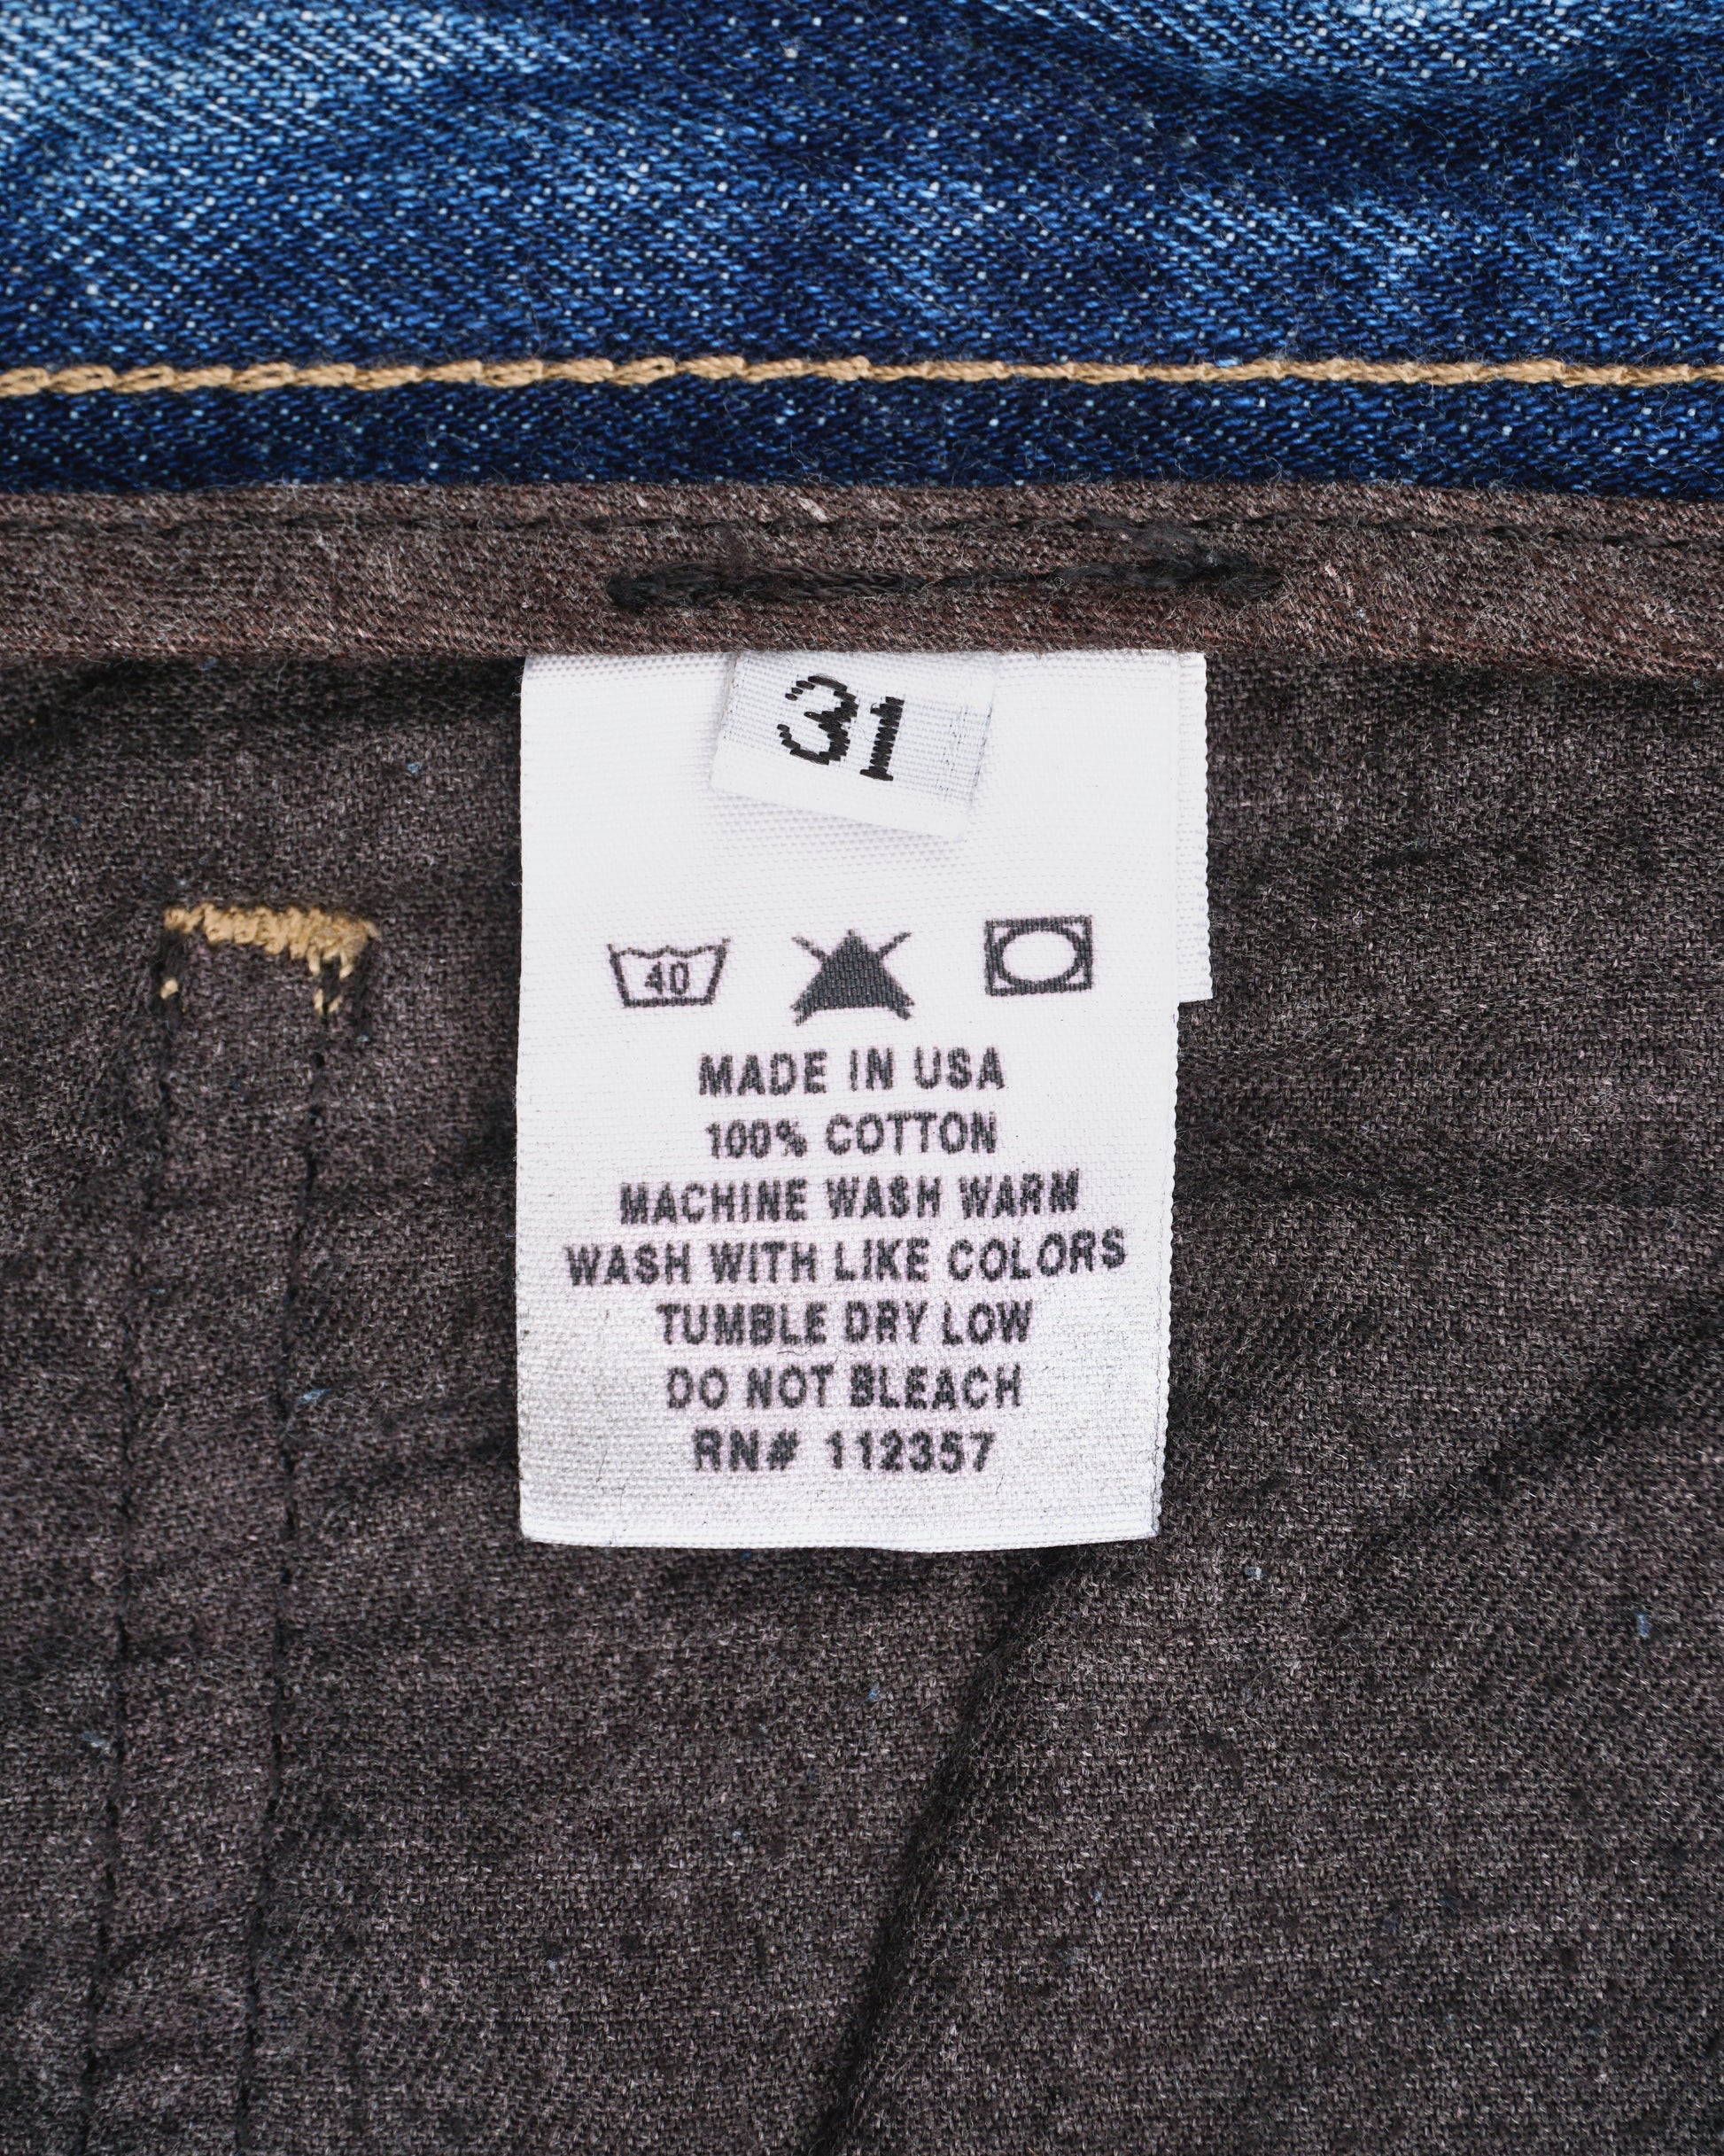 31
40
MADE IN USA
100% COTTON
MACHINE WASH WARM
WASH WITH LIKE COLORS
TUMBLE DRY LOW
DO NOT BLEACH
RN# 112357